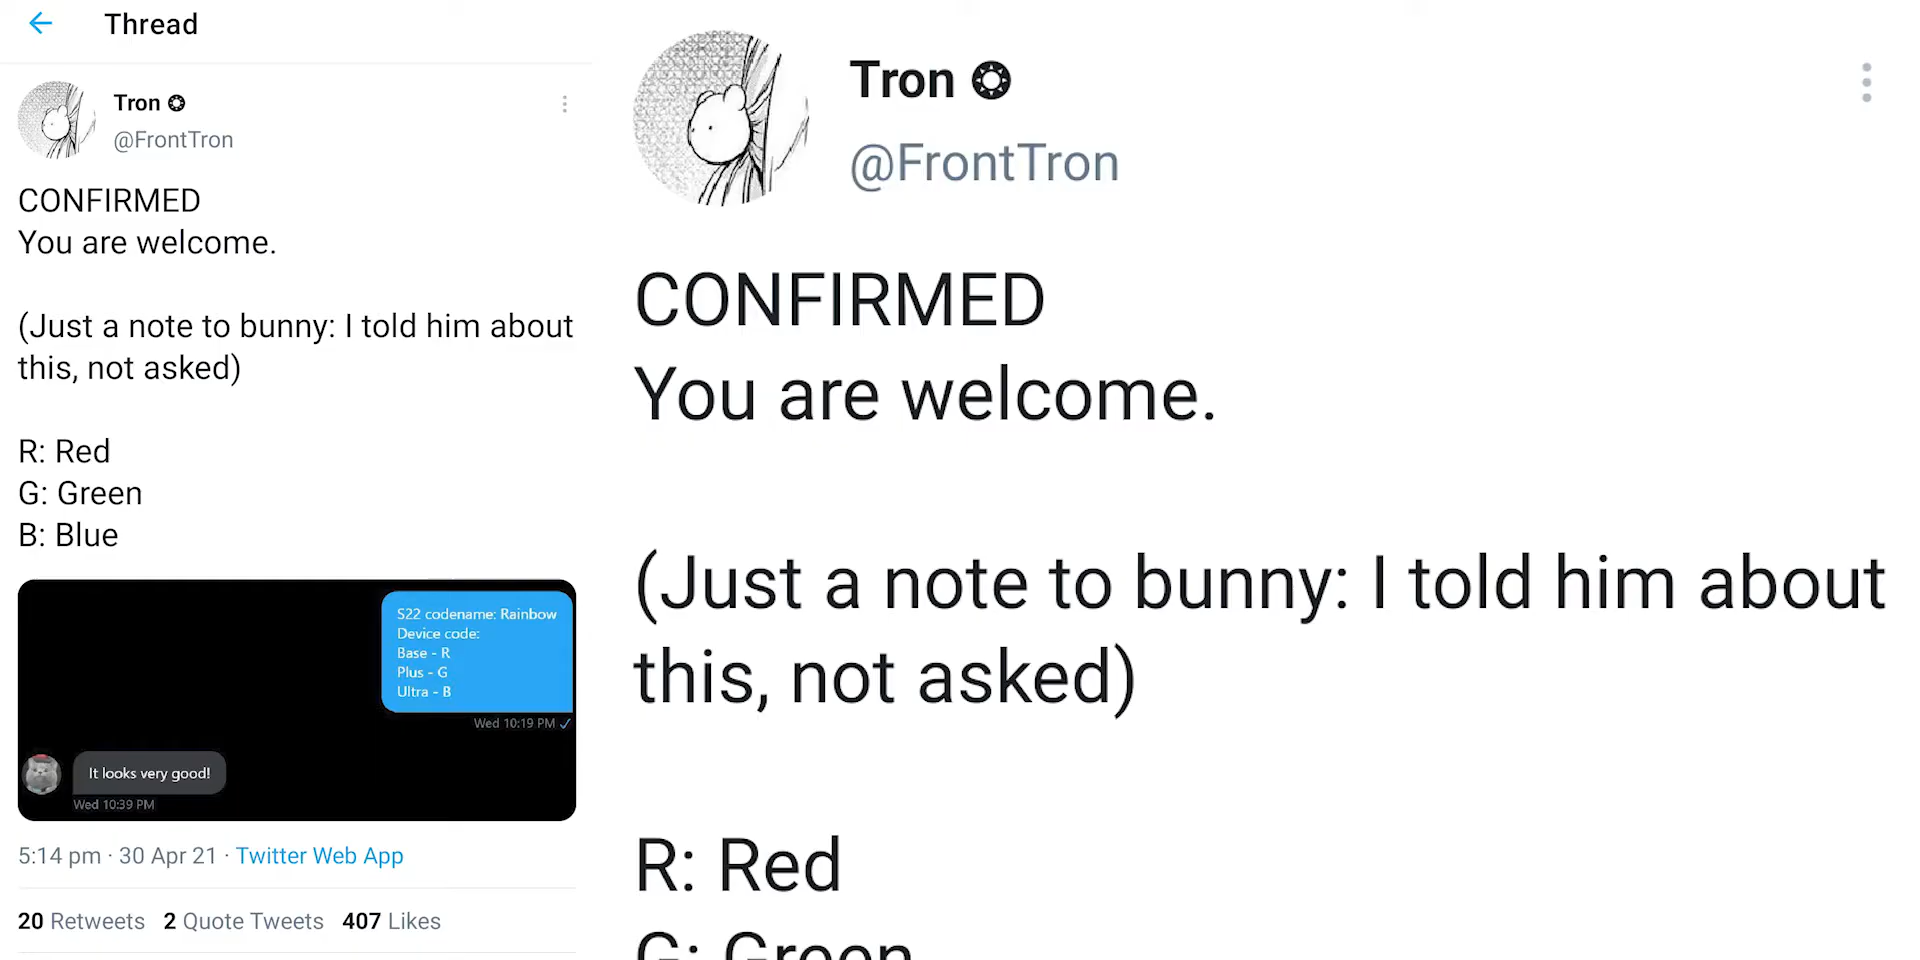 Thread
Tron
@FrontTron
CONFIRMED
You are welcome.
(Just a note to bunny: I told him about
this, not asked)
R: Red
G: Green
B: Blue
S22 codename: Rainbow
Device code:
Base - R
Plus - G
Ultra - B
Wed 10:19 PM
It looks very good!
Wed 10:39 PM
5:14 pm · 30 Apr 21 · Twitter Web App
20 Retweets 2 Quote Tweets 407 Likes
Tron
@FrontTron
CONFIRMED
You are welcome.
(Just a note to bunny: I told him about
this, not asked)
R: Red
G: Green